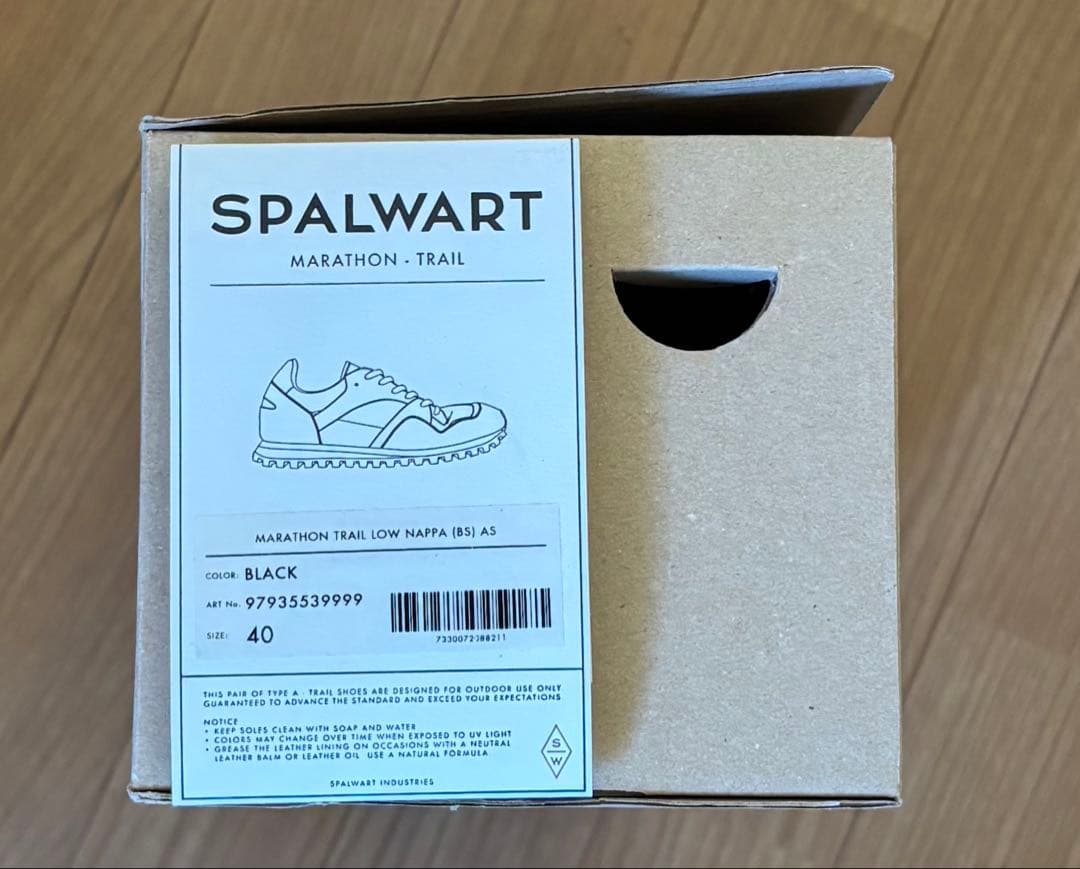 SPALWART
MARATHON - TRAIL
MARATHON TRAIL LOW NAPPA (BS) AS
COLOR: BLACK
ART No. 97935539999
SIZE: 40
THIS PAIR OF TYPE A - TRAIL SHOES ARE DESIGNED FOR OUTDOOR USE ONLY
GUARANTEED TO ADVANCE THE STANDARD AND EXCEED YOUR EXPECTATIONS
NOTICE
• KEEP SOLES CLEAN WITH SOAP AND WATER
• COLORS MAY CHANGE OVER TIME WHEN EXPOSED TO UV LIGHT
• GREASE THE LEATHER LINING ON OCCASIONS WITH A NEUTRAL
LEATHER BALM OR LEATHER OIL USE A NATURAL FORMULA
S
W
SPALWART INDUSTRIES